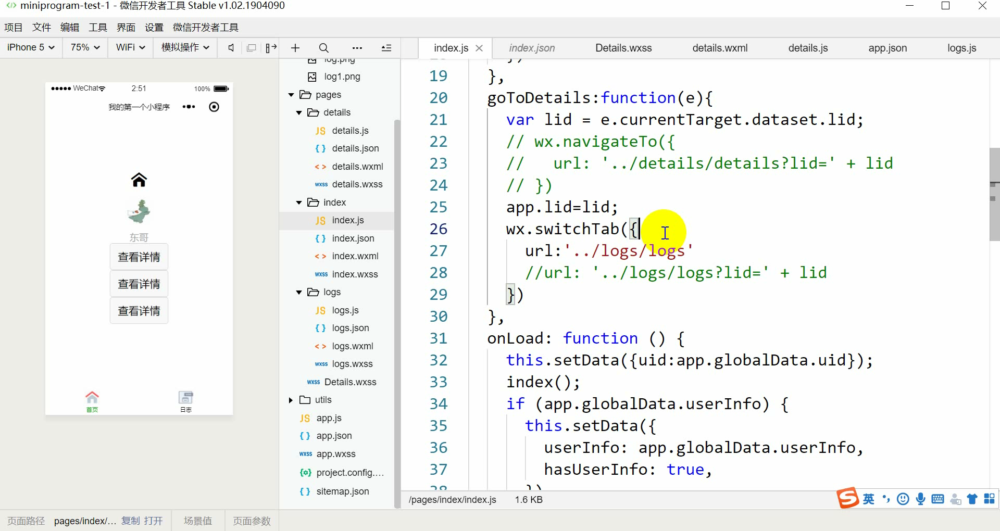 miniprogram-test-1 - 微信开发者工具 Stable v1.02.1904090
项目 文件 编辑 工具 界面 设置 微信开发者工具
iPhone 5 75% WiFi 模拟操作
index.js index.json Details.wxss details.wxml details.js app.json logs.js
WeChat 2:51 100%
我的第一个小程序
东哥
查看详情
查看详情
查看详情
首页 日志
log.png
log1.png
pages
details
JS details.js
{ } details.json
< > details.wxml
wxss details.wxss
index
JS index.js
{ } index.json
< > index.wxml
wxss index.wxss
logs
JS logs.js
{ } logs.json
< > logs.wxml
wxss logs.wxss
wxss Details.wxss
utils
JS app.js
{ } app.json
wxss app.wxss
project.config....
{ } sitemap.json
19 },
20 goToDetails:function(e){
21 var lid = e.currentTarget.dataset.lid;
22 // wx.navigateTo({
23 // url: '../details/details?lid=' + lid
24 // })
25 app.lid=lid;
26 wx.switchTab({
27 url:'../logs/logs'
28 //url: '../logs/logs?lid=' + lid
29 })
30 },
31 onLoad: function () {
32 this.setData({uid:app.globalData.uid});
33 index();
34 if (app.globalData.userInfo) {
35 this.setData({
36 userInfo: app.globalData.userInfo,
37 hasUserInfo: true,
/pages/index/index.js 1.6 KB
英
页面路径 pages/index/... 复制 打开 场景值 页面参数